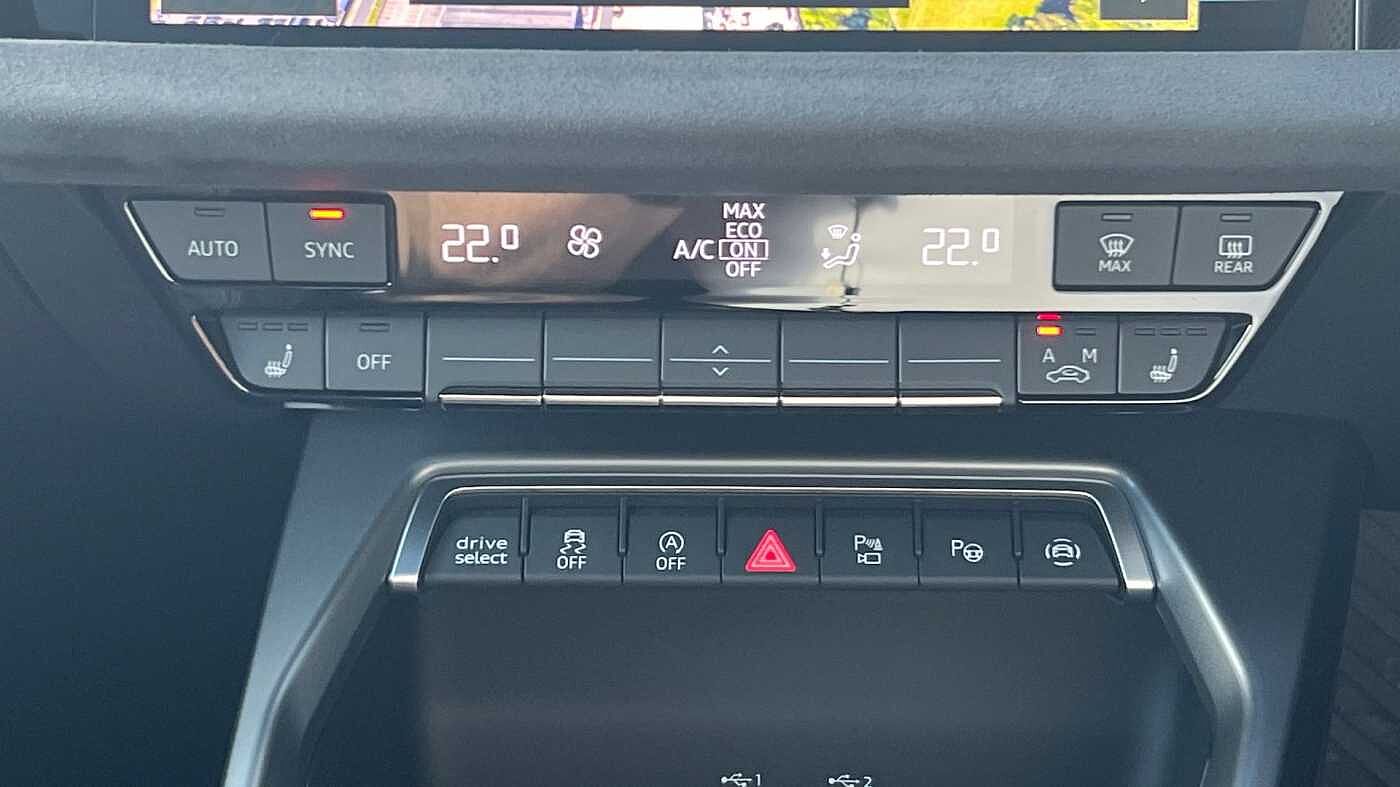 AUTO
SYNC
22.0
A/C
MAX
ECO
ON
OFF
22.0
MAX
REAR
OFF
A M
drive
select
OFF
A
OFF
P
P
1
2